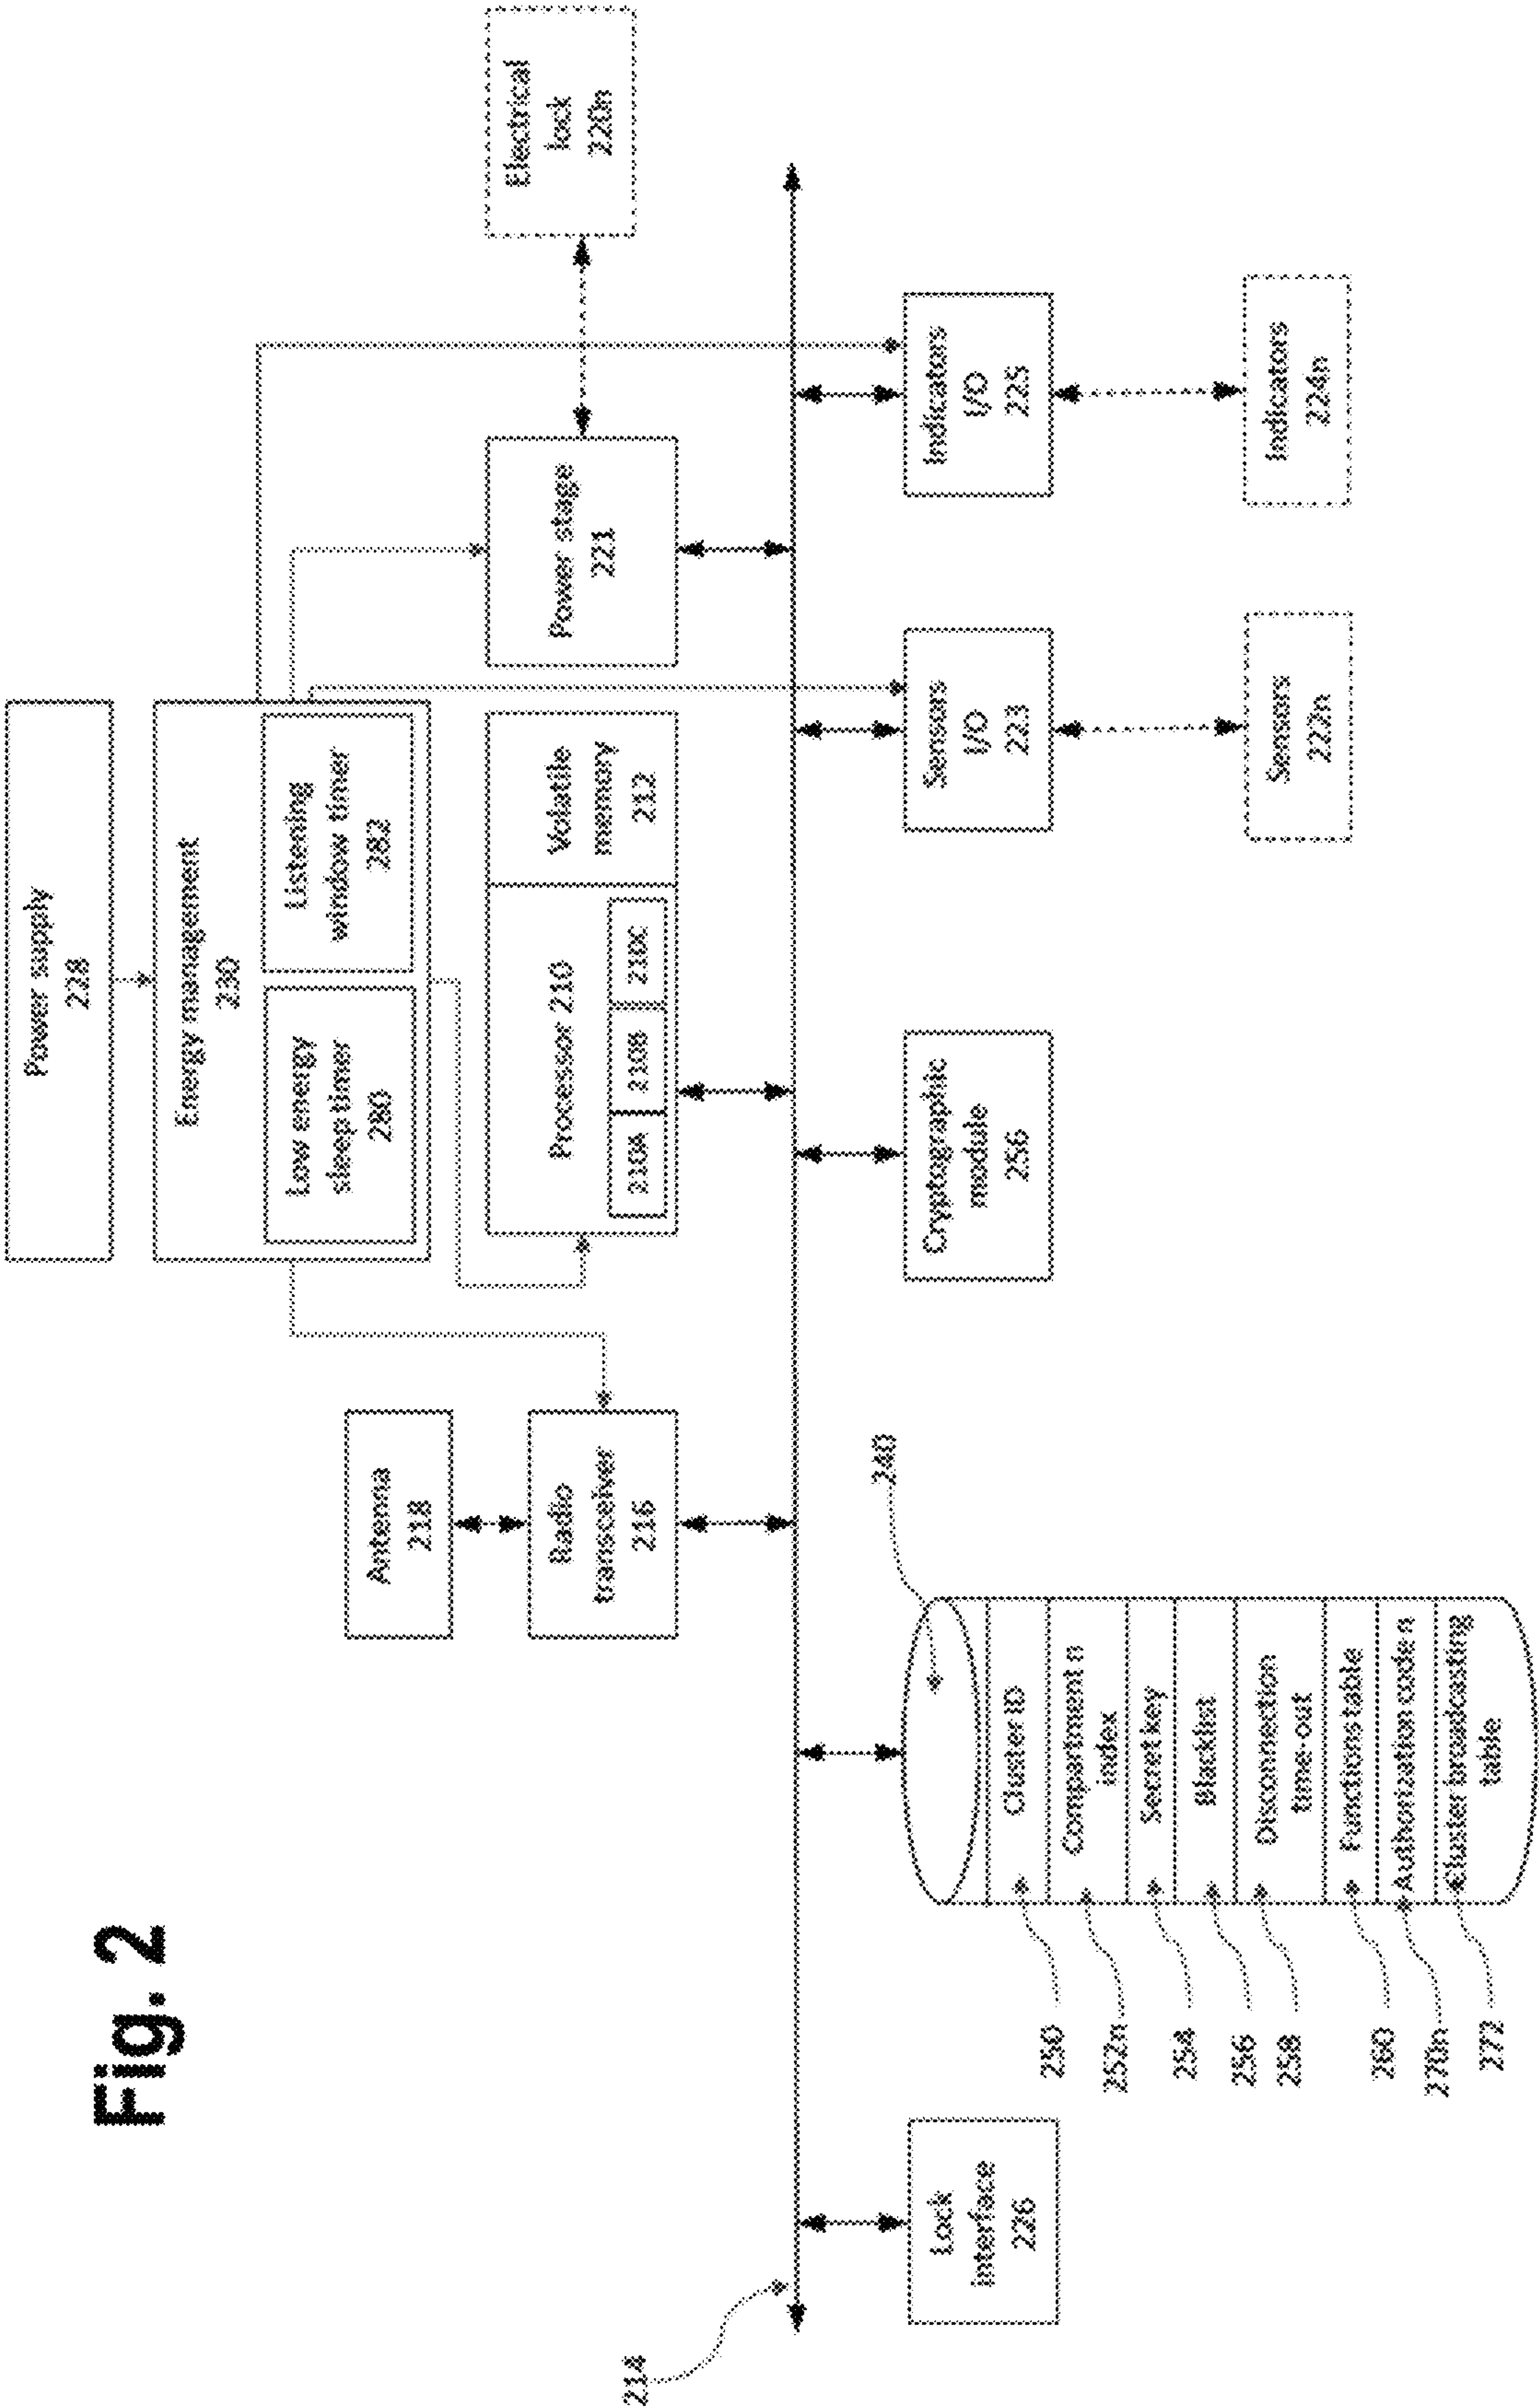 Fig. 2
Power supply
228
Energy management
230
Low energy
sleep timer
280
Listening
window timer
282
Antenna
218
Radio
transceiver
216
Processor 210
210A
210B
210C
Volatile
memory
212
Power stage
221
Electrical
lock
220n
214
Lock
interface
226
240
Cluster ID
Compartment n
index
Secret key
Blacklist
Disconnection
time-out
Functions table
Authorization code n
Cluster broadcasting
table
250
252n
254
256
258
260
270n
272
Cryptographic
module
256
Sensors
I/O
223
Indicators
I/O
225
Sensors
222n
Indicators
224n